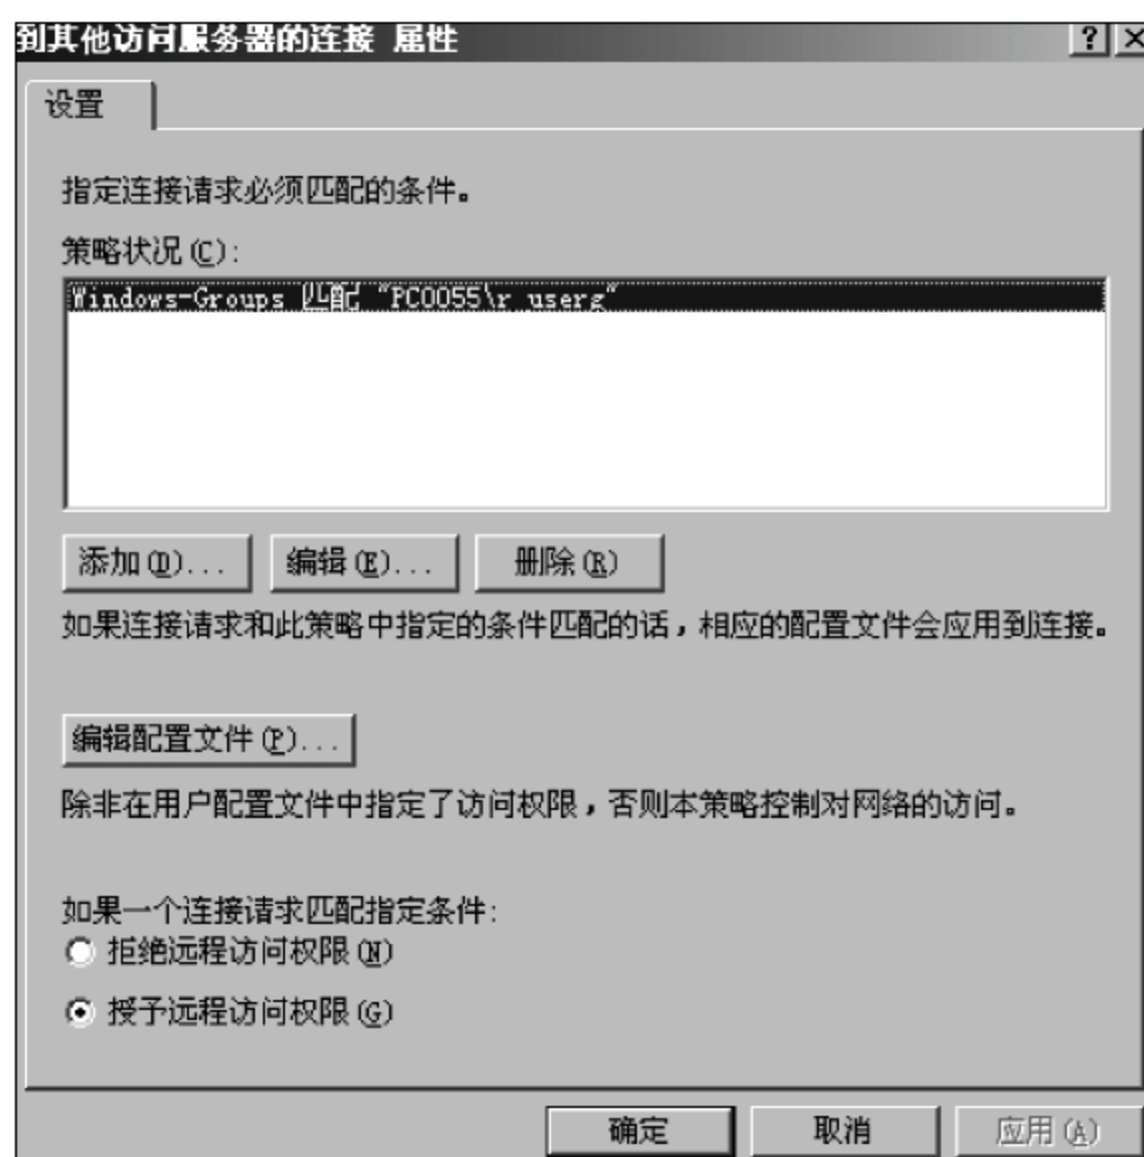 到其他访问服务器的连接 属性
? ×
设置
指定连接请求必须匹配的条件。
策略状况(C):
Windows-Groups 匹配 "PC0055\r_userg"
添加(D)... 编辑(E)... 删除(R)
如果连接请求和此策略中指定的条件匹配的话，相应的配置文件会应用到连接。
编辑配置文件(P)...
除非在用户配置文件中指定了访问权限，否则本策略控制对网络的访问。
如果一个连接请求匹配指定条件:
拒绝远程访问权限(N)
授予远程访问权限(G)
确定 取消 应用(A)